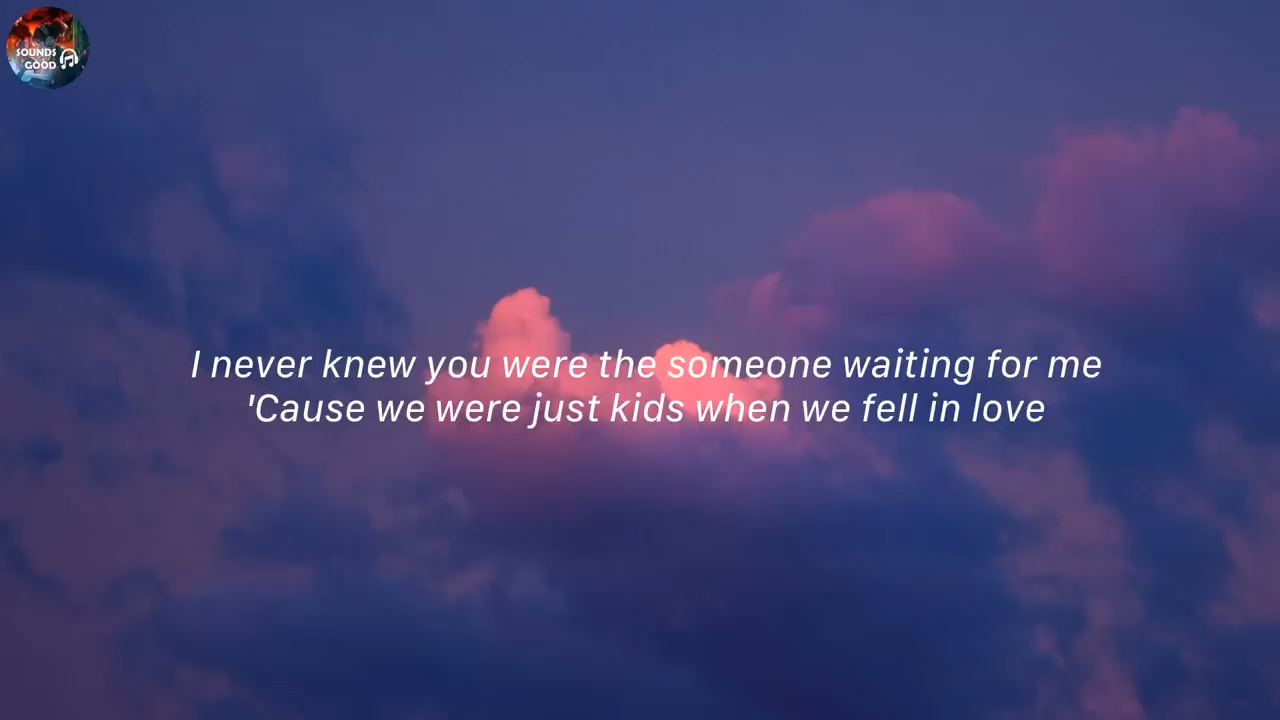 SOUNDS
GOOD
I never knew you were the someone waiting for me
'Cause we were just kids when we fell in love